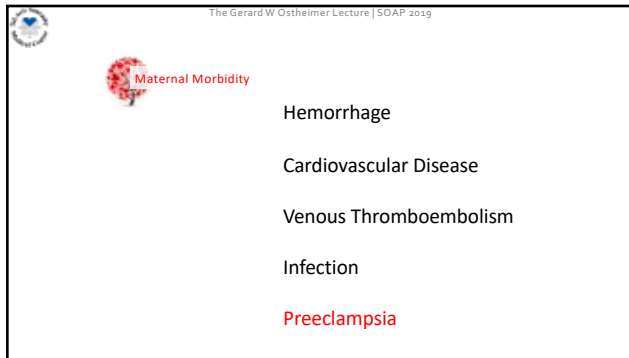 The Gerard W Ostheimer Lecture | SOAP 2019
Maternal Morbidity
Hemorrhage
Cardiovascular Disease
Venous Thromboembolism
Infection
Preeclampsia